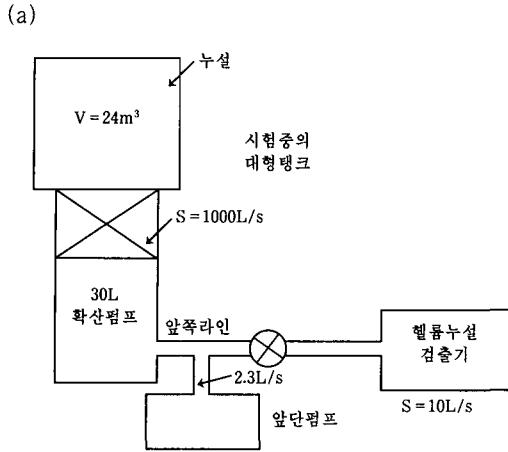 (a)
누설
V = 24m³
시험중의
대형탱크
S = 1000L/s
30L
확산펌프
앞쪽라인
헬륨누설
검출기
2.3L/s
S = 10L/s
앞단펌프